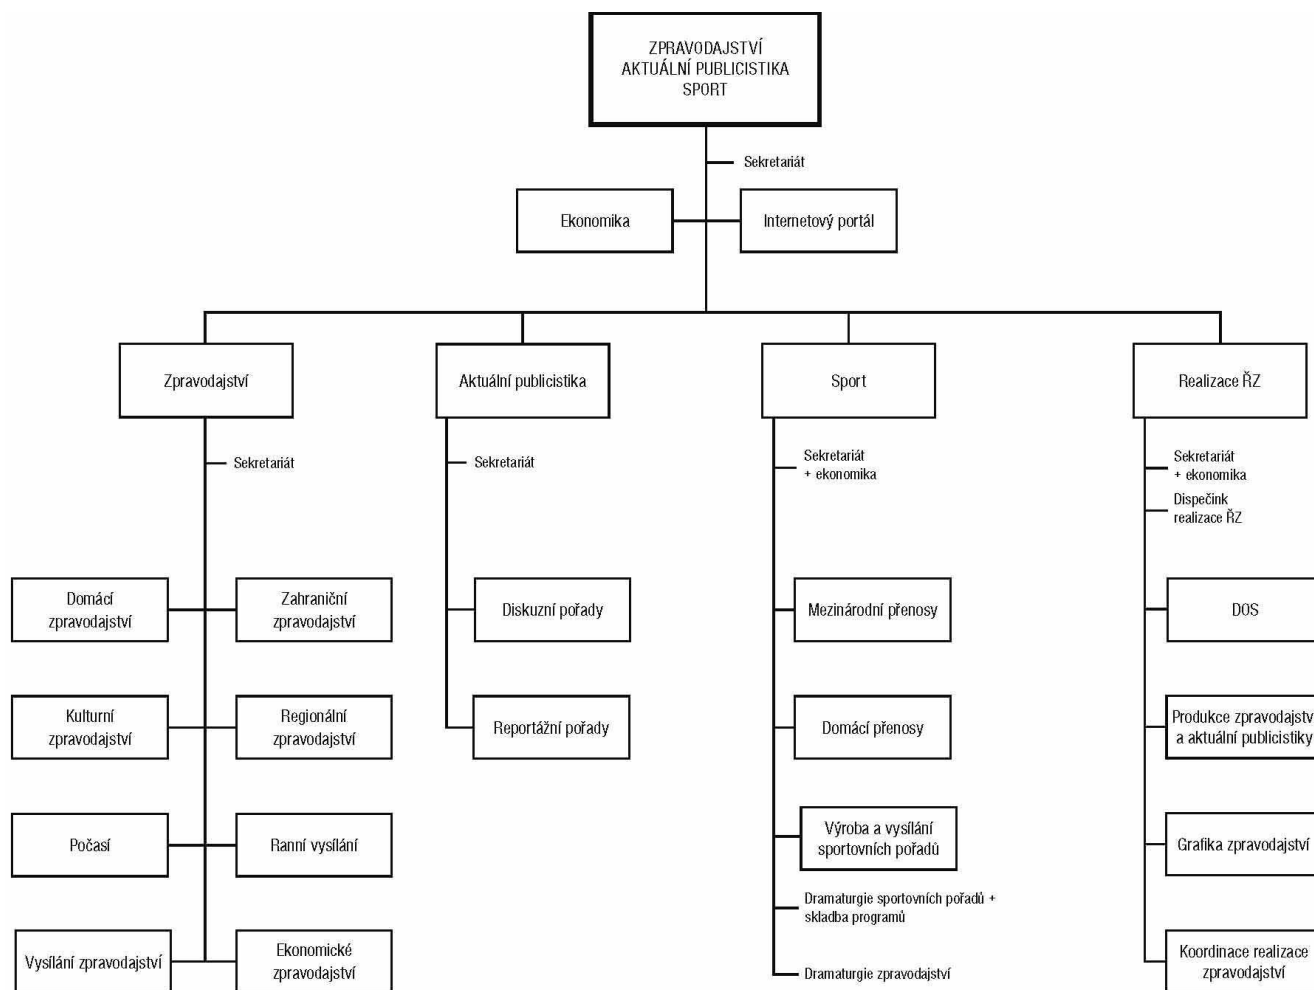 ZPRAVODAJSTVÍ
AKTUÁLNÍ PUBLICISTIKA
SPORT
Sekretariát
Ekonomika
Internetový portál
Zpravodajství
Aktuální publicistika
Sport
Realizace ŘZ
Sekretariát
Sekretariát
Sekretariát
+ ekonomika
Sekretariát
+ ekonomika
Dispečink
realizace ŘZ
Domácí
zpravodajství
Zahraniční
zpravodajství
Diskuzní pořady
Mezinárodní přenosy
DOS
Kulturní
zpravodajství
Regionální
zpravodajství
Reportážní pořady
Domácí přenosy
Produkce zpravodajstv
a aktuální publicistiky
Počasí
Ranní vysílání
Výroba a vysílání
sportovních pořadů
Grafika zpravodajství
Dramaturgie sportovních pořadů +
skladba programů
Vysílání zpravodajství
Ekonomické
zpravodajství
Dramaturgie zpravodajství
Koordinace realizace
zpravodajství